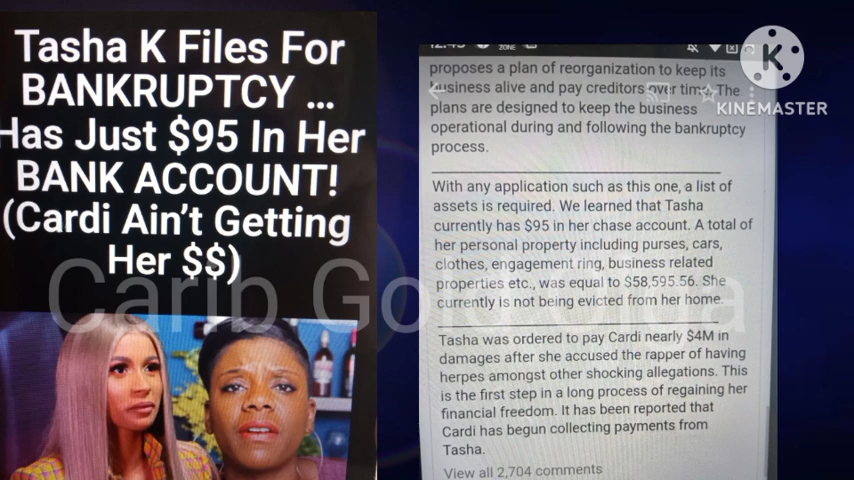 Tasha K Files For
BANKRUPTCY ...
Has Just $95 In Her
BANK ACCOUNT!
(Cardi Ain't Getting
Her $$)
ZONE
proposes a plan of reorganization to keep its
business alive and pay creditors over time. The
plans are designed to keep the business
operational during and following the bankruptcy
process.
With any application such as this one, a list of
assets is required. We learned that Tasha
currently has $95 in her chase account. A total of
her personal property including purses, cars,
clothes, engagement ring, business related
properties etc., was equal to $58,595.56. She
currently is not being evicted from her home.
Tasha was ordered to pay Cardi nearly $4M in
damages after she accused the rapper of having
herpes amongst other shocking allegations. This
is the first step in a long process of regaining her
financial freedom. It has been reported that
Cardi has begun collecting payments from
Tasha.
View all 2,704 comments
K
KINEMASTER
Carib Gold